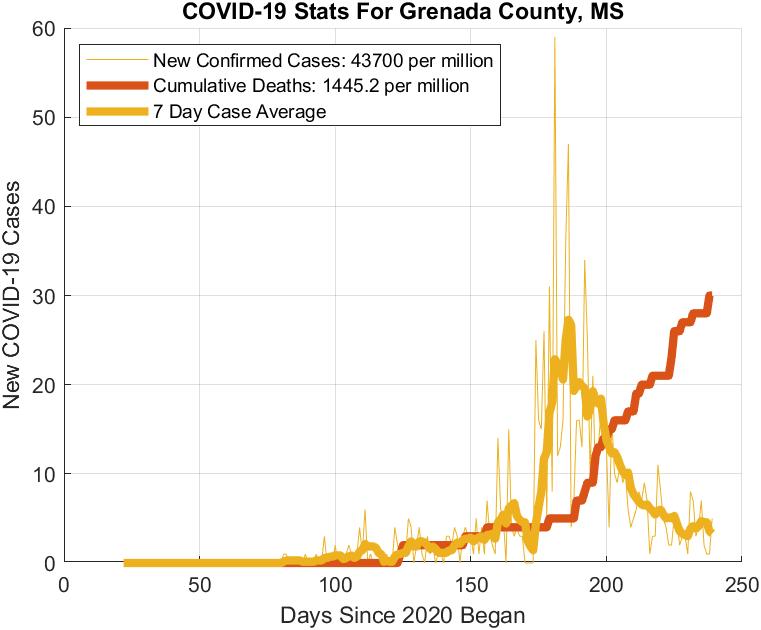 COVID-19 Stats For Grenada County, MS
New Confirmed Cases: 43700 per million
Cumulative Deaths: 1445.2 per million
7 Day Case Average
New COVID-19 Cases
60
50
40
30
20
10
0
0 50 100 150 200 250
Days Since 2020 Began